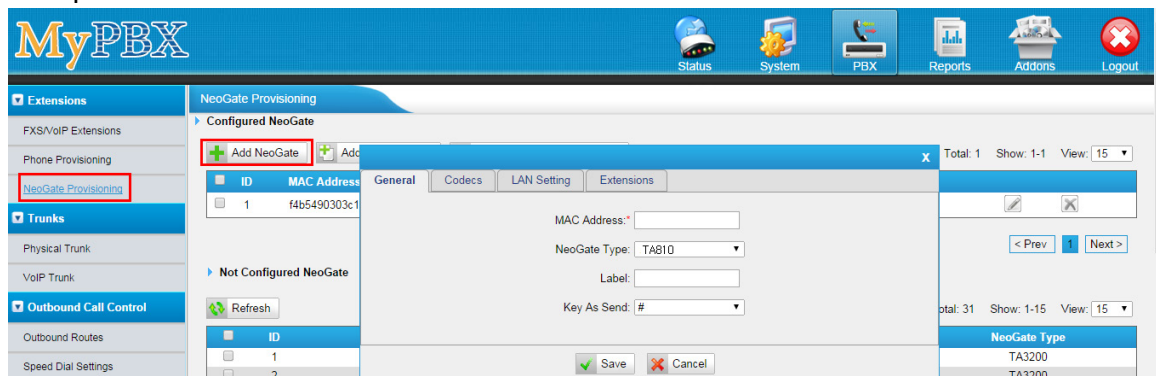 MyPBX
Status System PBX Reports Addons Logout
Extensions
FXS/VoIP Extensions
Phone Provisioning
NeoGate Provisioning
Trunks
Physical Trunk
VoIP Trunk
Outbound Call Control
Outbound Routes
Speed Dial Settings
NeoGate Provisioning
Configured NeoGate
Add NeoGate Add
Total: 1 Show: 1-1 View: 15
ID MAC Address
1 f4b5490303c1
< Prev 1 Next >
Not Configured NeoGate
Refresh
Total: 31 Show: 1-15 View: 15
ID NeoGate Type
1 TA3200
2 TA3200
X
General Codecs LAN Setting Extensions
MAC Address:*
NeoGate Type: TA810
Label:
Key As Send: #
Save Cancel